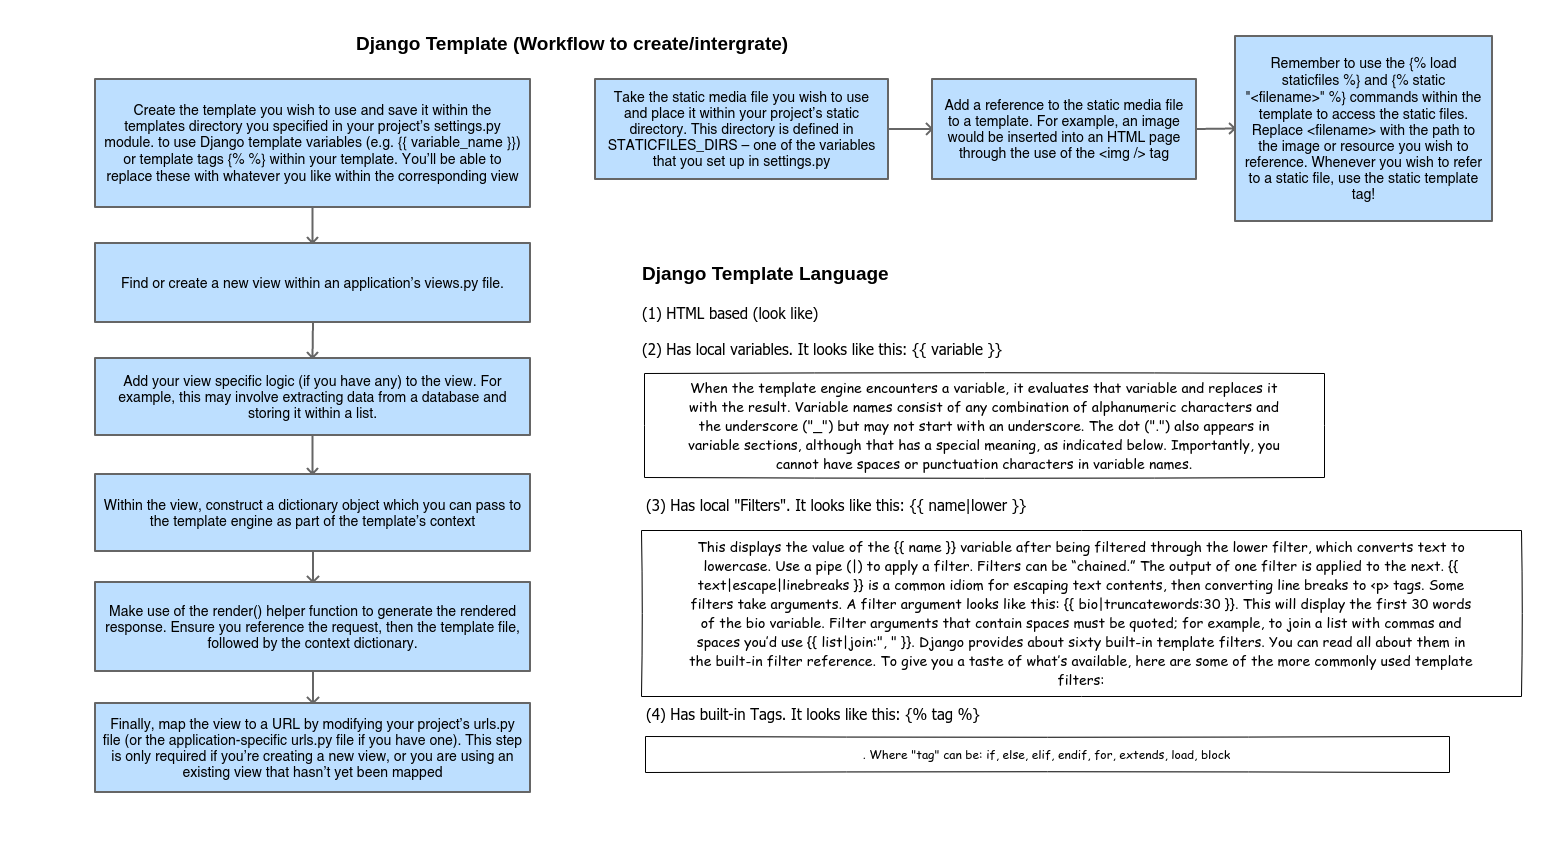 Django Template (Workflow to create/intergrate)
Create the template you wish to use and save it within the
templates directory you specified in your project's settings.py
module. to use Django template variables (e.g. {{ variable_name }})
or template tags {% %} within your template. You'll be able to
replace these with whatever you like within the corresponding view
Find or create a new view within an application's views.py file.
Add your view specific logic (if you have any) to the view. For
example, this may involve extracting data from a database and
storing it within a list.
Within the view, construct a dictionary object which you can pass to
the template engine as part of the template's context
Make use of the render() helper function to generate the rendered
response. Ensure you reference the request, then the template file,
followed by the context dictionary.
Finally, map the view to a URL by modifying your project's urls.py
file (or the application-specific urls.py file if you have one). This step
is only required if you're creating a new view, or you are using an
existing view that hasn't yet been mapped
Take the static media file you wish to use
and place it within your project's static
directory. This directory is defined in
STATICFILES_DIRS – one of the variables
that you set up in settings.py
Add a reference to the static media file
to a template. For example, an image
would be inserted into an HTML page
through the use of the <img /> tag
Remember to use the {% load
staticfiles %} and {% static
"<filename>" %} commands within the
template to access the static files.
Replace <filename> with the path to
the image or resource you wish to
reference. Whenever you wish to refer
to a static file, use the static template
tag!
Django Template Language
(1) HTML based (look like)
(2) Has local variables. It looks like this: {{ variable }}
When the template engine encounters a variable, it evaluates that variable and replaces it
with the result. Variable names consist of any combination of alphanumeric characters and
the underscore ("_") but may not start with an underscore. The dot (".") also appears in
variable sections, although that has a special meaning, as indicated below. Importantly, you
cannot have spaces or punctuation characters in variable names.
(3) Has local "Filters". It looks like this: {{ name|lower }}
This displays the value of the {{ name }} variable after being filtered through the lower filter, which converts text to
lowercase. Use a pipe (|) to apply a filter. Filters can be “chained.” The output of one filter is applied to the next. {{
text|escape|linebreaks }} is a common idiom for escaping text contents, then converting line breaks to <p> tags. Some
filters take arguments. A filter argument looks like this: {{ bio|truncatewords:30 }}. This will display the first 30 words
of the bio variable. Filter arguments that contain spaces must be quoted; for example, to join a list with commas and
spaces you'd use {{ list|join:", " }}. Django provides about sixty built-in template filters. You can read all about them in
the built-in filter reference. To give you a taste of what's available, here are some of the more commonly used template
filters:
(4) Has built-in Tags. It looks like this: {% tag %}
. Where "tag" can be: if, else, elif, endif, for, extends, load, block